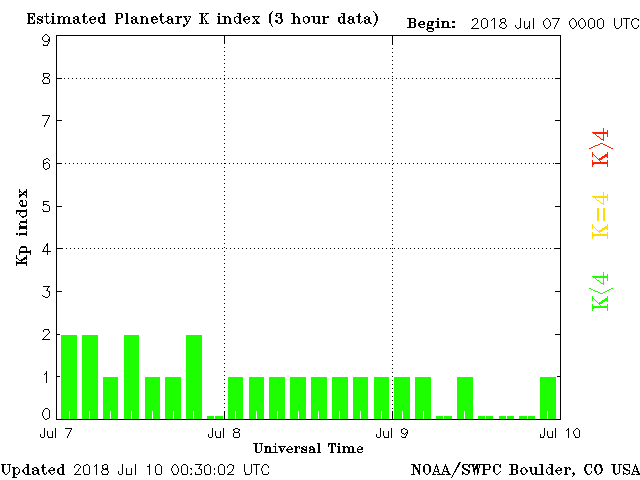 Estimated Planetary K index (3 hour data) Begin: 2018 Jul 07 0000 UTC
9
8
7
6
5
4
3
2
1
0
Kp index
K>4
K=4
K<4
Jul 7 Jul 8 Jul 9 Jul 10
Universal Time
Updated 2018 Jul 10 00:30:02 UTC NOAA/SWPC Boulder, CO USA